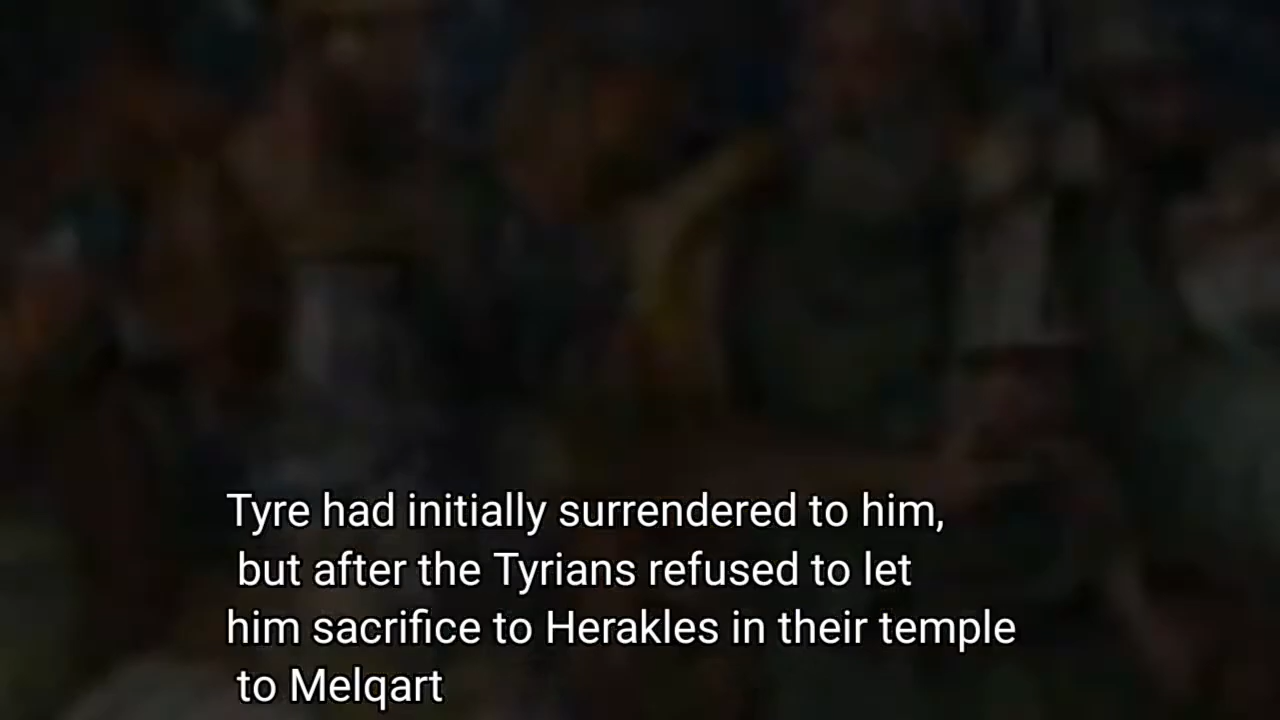 Tyre had initially surrendered to him,
but after the Tyrians refused to let
him sacrifice to Herakles in their temple
to Melqart